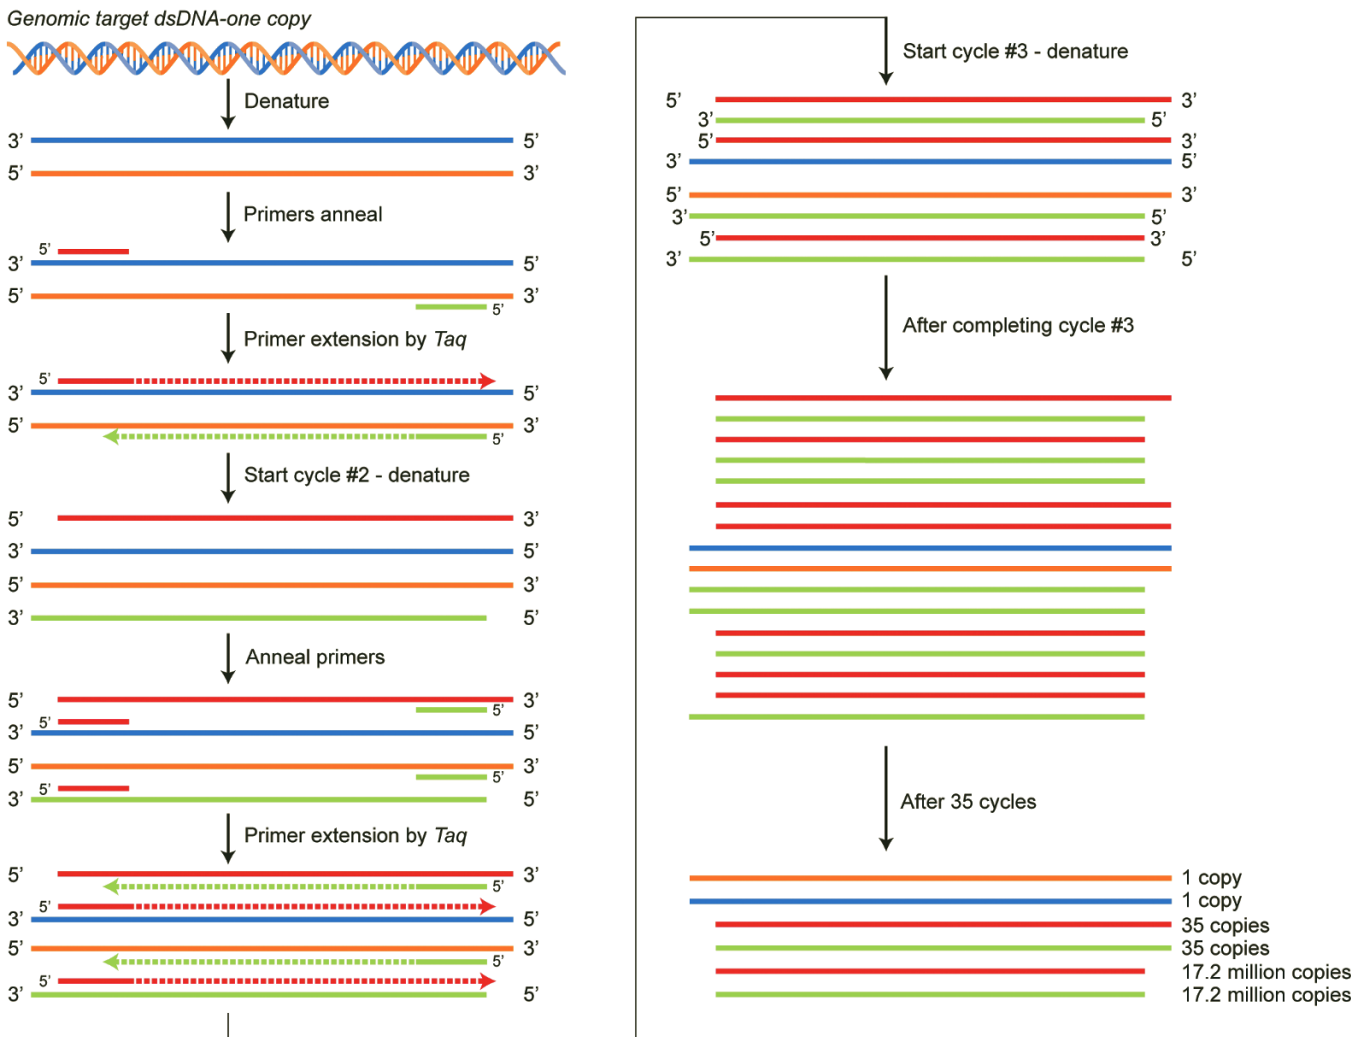 Genomic target dsDNA-one copy
Denature
3’ 5’
5’ 3’
Primers anneal
5’
3’ 5’
5’ 3’
5’
Primer extension by Taq
5’
3’ 5’
5’ 3’
5’
Start cycle #2 - denature
5’ 3’
3’ 5’
5’ 3’
3’ 5’
Anneal primers
5’ 3’
5’
5’
3’ 5’
5’ 3’
5’
5’
3’ 5’
Primer extension by Taq
5’ 3’
5’
5’
3’ 5’
5’ 3’
5’
5’
3’ 5’
Start cycle #3 - denature
5’ 3’
3’ 5’
5’ 3’
3’ 5’
5’ 3’
3’ 5’
5’ 3’
3’ 5’
After completing cycle #3
After 35 cycles
1 copy
1 copy
35 copies
35 copies
17.2 million copies
17.2 million copies